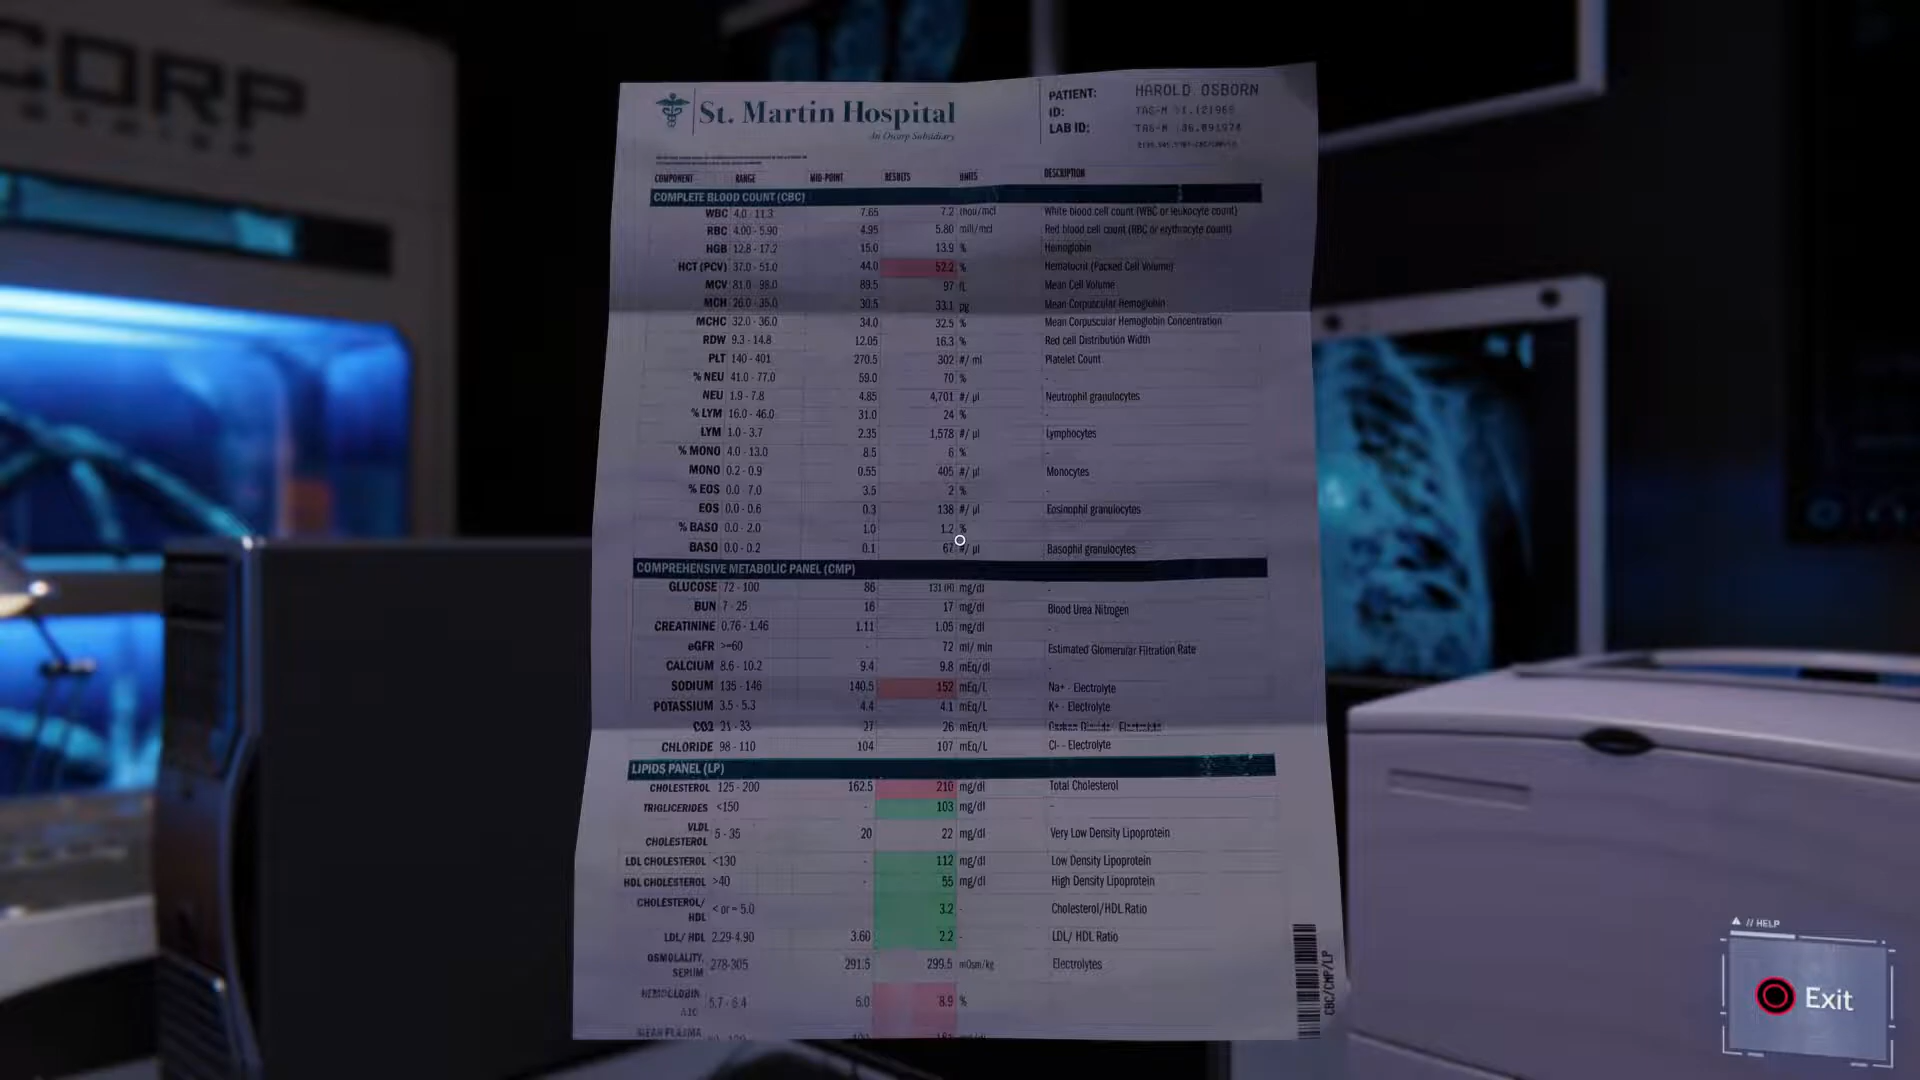 CORP
St. Martin Hospital
An Oscorp Subsidiary
PATIENT: HAROLD OSBORN
ID:
LAB ID:
COMPONENT RANGE MID-POINT RESULTS UNITS DESCRIPTION
COMPLETE BLOOD COUNT (CBC)
WBC 4.0 - 11.3 7.65 7.2 thou/mcl White blood cell count (WBC or leukocyte count)
RBC 4.00 - 5.90 4.95 5.80 mill/mcl Red blood cell count (RBC or erythrocyte count)
HGB 12.8 - 17.2 15.0 13.9 % Hemoglobin
HCT (PCV) 37.0 - 51.0 44.0 52.2 % Hematocrit (Packed Cell Volume)
MCV 81.0 - 98.0 89.5 97 fL Mean Cell Volume
MCH 26.0 - 35.0 30.5 33.1 pg Mean Corpuscular Hemoglobin
MCHC 32.0 - 36.0 34.0 32.5 % Mean Corpuscular Hemoglobin Concentration
RDW 9.3 - 14.8 12.05 16.3 % Red cell Distribution Width
PLT 140 - 401 270.5 302 #/ ml Platelet Count
% NEU 41.0 - 77.0 59.0 70 % -
NEU 1.9 - 7.8 4.85 4,701 #/ µl Neutrophil granulocytes
% LYM 16.0 - 46.0 31.0 24 % -
LYM 1.0 - 3.7 2.35 1,578 #/ µl Lymphocytes
% MONO 4.0 - 13.0 8.5 6 % -
MONO 0.2 - 0.9 0.55 405 #/ µl Monocytes
% EOS 0.0 - 7.0 3.5 2 % -
EOS 0.0 - 0.6 0.3 138 #/ µl Eosinophil granulocytes
% BASO 0.0 - 2.0 1.0 1.2 %
BASO 0.0 - 0.2 0.1 67 #/ µl Basophil granulocytes
COMPREHENSIVE METABOLIC PANEL (CMP)
GLUCOSE 72 - 100 86 131 (H) mg/dl -
BUN 7 - 25 16 17 mg/dl Blood Urea Nitrogen
CREATININE 0.76 - 1.46 1.11 1.05 mg/dl -
eGFR >=60 - 72 ml/ min Estimated Glomerular Filtration Rate
CALCIUM 8.6 - 10.2 9.4 9.8 mEq/dl -
SODIUM 135 - 146 140.5 152 mEq/L Na+ - Electrolyte
POTASSIUM 3.5 - 5.3 4.4 4.1 mEq/L K+ - Electrolyte
CO2 21 - 33 27 26 mEq/L
CHLORIDE 98 - 110 104 107 mEq/L Cl- - Electrolyte
LIPIDS PANEL (LP)
CHOLESTEROL 125 - 200 162.5 210 mg/dl Total Cholesterol
TRIGLICERIDES <150 - 103 mg/dl -
VLDL CHOLESTEROL 5 - 35 20 22 mg/dl Very Low Density Lipoprotein
LDL CHOLESTEROL <130 - 112 mg/dl Low Density Lipoprotein
HDL CHOLESTEROL >40 - 55 mg/dl High Density Lipoprotein
CHOLESTEROL/ HDL < or = 5.0 3.2 - Cholesterol/HDL Ratio
LDL/ HDL 2.29-4.90 3.60 2.2 - LDL/ HDL Ratio
OSMOLALITY, SERUM 278-305 291.5 299.5 mOsm/kg Electrolytes
HEMOGLOBIN 5.7 - 6.4 6.0 8.9 %
MEAN PLASMA
CBC/CMP/LP
// HELP
Exit